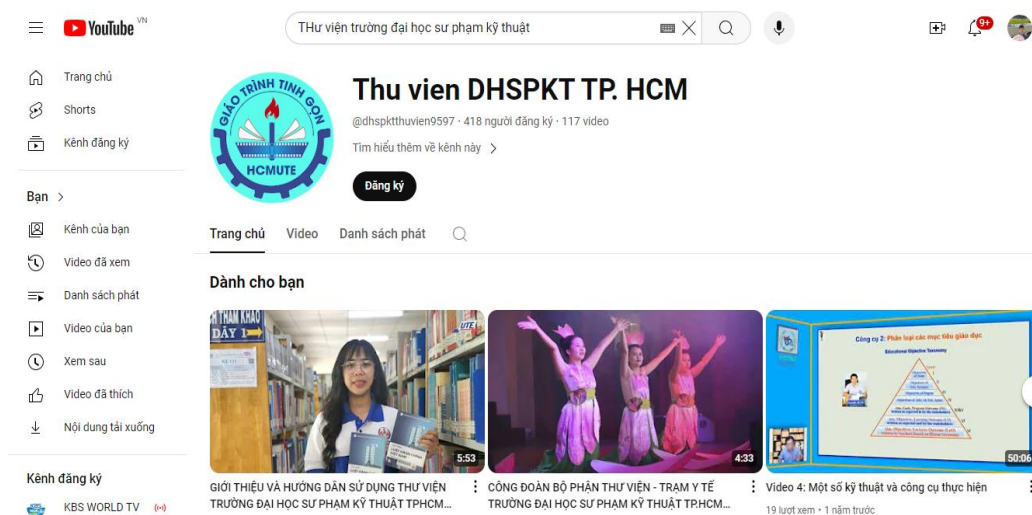 YouTube VN
THư viện trường đại học sư phạm kỹ thuật
9+
Trang chủ
Shorts
Kênh đăng ký
Bạn
Kênh của bạn
Video đã xem
Danh sách phát
Video của bạn
Xem sau
Video đã thích
Nội dung tải xuống
Kênh đăng ký
KBS WORLD TV
GIÁO TRÌNH TINH GỌN
HCMUTE
Thu vien DHSPKT TP. HCM
@dhspktthuvien9597 · 418 người đăng ký · 117 video
Tìm hiểu thêm về kênh này
Đăng ký
Trang chủ Video Danh sách phát
Dành cho bạn
THAM KHẢO
DÃY 1
UTE
5:53
GIỚI THIỆU VÀ HƯỚNG DẪN SỬ DỤNG THƯ VIỆN
TRƯỜNG ĐẠI HỌC SƯ PHẠM KỸ THUẬT TPHCM...
4:33
CÔNG ĐOÀN BỘ PHẬN THƯ VIỆN - TRẠM Y TẾ
TRƯỜNG ĐẠI HỌC SƯ PHẠM KỸ THUẬT TP.HCM...
Công cụ 2: Phân loại các mục tiêu giáo dục
Educational Objective Taxonomy
50:06
Video 4: Một số kỹ thuật và công cụ thực hiện
19 lượt xem • 1 năm trước